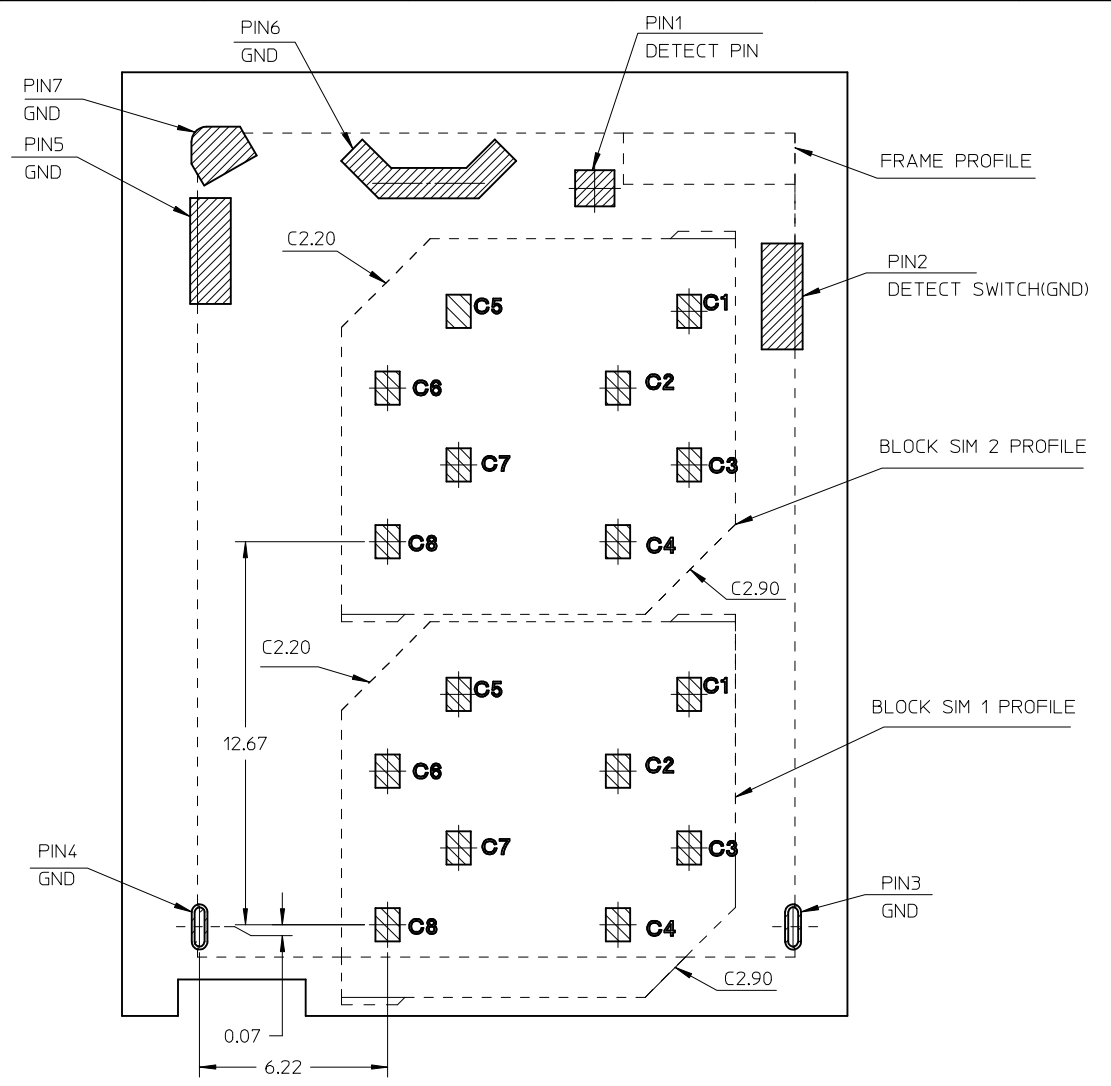 PIN6
GND
PIN1
DETECT PIN
PIN7
GND
PIN5
GND
FRAME PROFILE
C2.20
PIN2
DETECT SWITCH(GND)
C5
C1
C6
C2
C7
C3
BLOCK SIM 2 PROFILE
C8
C4
C2.90
C2.20
C5
C1
BLOCK SIM 1 PROFILE
12.67
C6
C2
C7
C3
PIN4
GND
PIN3
GND
C8
C4
C2.90
0.07
6.22